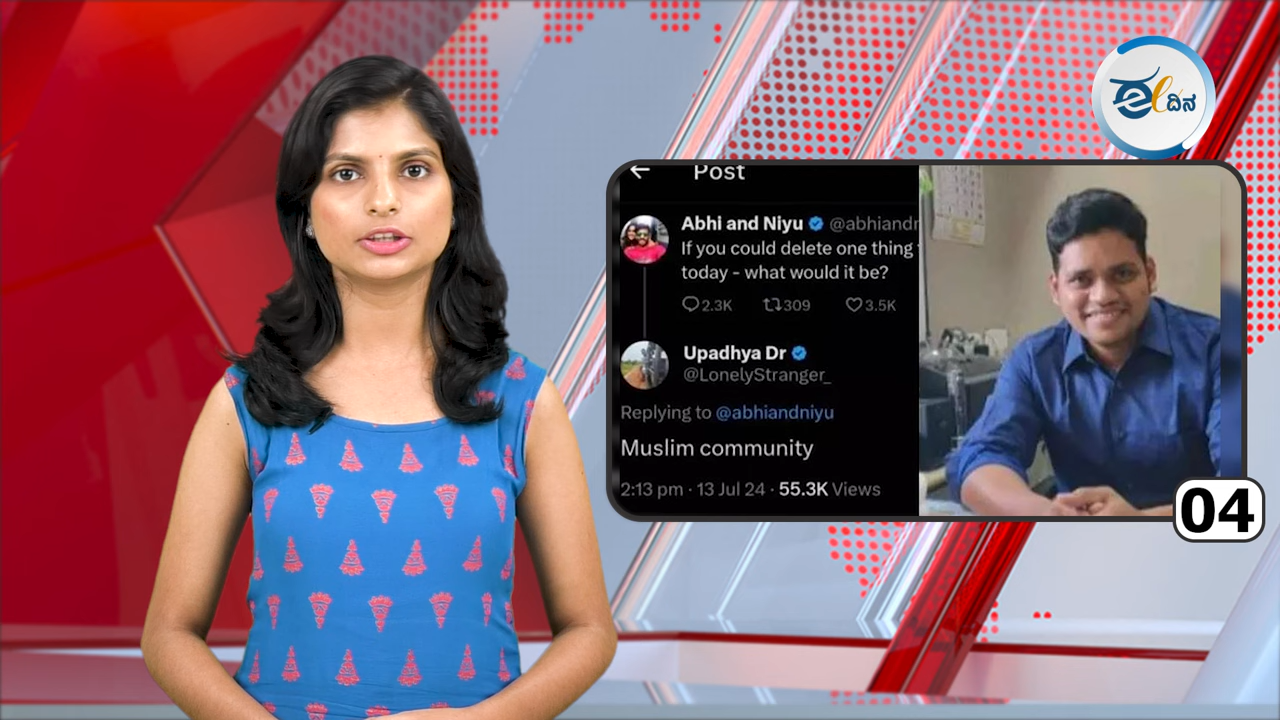 eಲ ದಿನ
Post
Abhi and Niyu @abhiandr
If you could delete one thing
today - what would it be?
2.3K 309 3.5K
Upadhya Dr
@LonelyStranger_
Replying to @abhiandniyu
Muslim community
2:13 pm · 13 Jul 24 · 55.3K Views
04